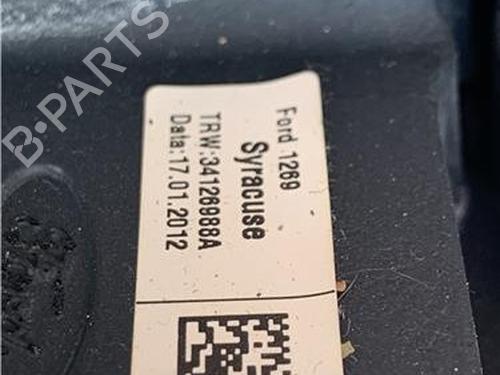 Ford 1269
Syracuse
TRW:34126988A
Data:17.01.2012
B-PARTS